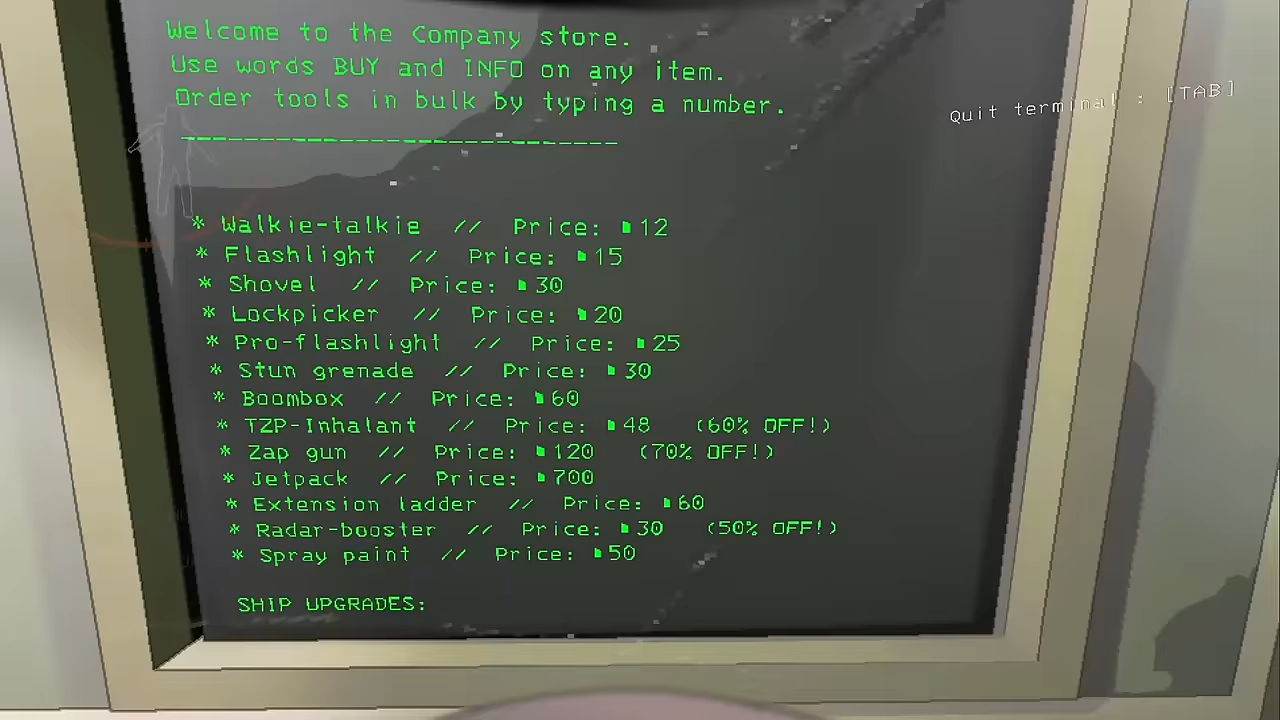 Welcome to the Company store.
Use words BUY and INFO on any item.
Order tools in bulk by typing a number.
Quit terminal : [TAB]
----------------------------
* Walkie-talkie // Price: ▮12
* Flashlight // Price: ▮15
* Shovel // Price: ▮30
* Lockpicker // Price: ▮20
* Pro-flashlight // Price: ▮25
* Stun grenade // Price: ▮30
* Boombox // Price: ▮60
* TZP-Inhalant // Price: ▮48 (60% OFF!)
* Zap gun // Price: ▮120 (70% OFF!)
* Jetpack // Price: ▮700
* Extension ladder // Price: ▮60
* Radar-booster // Price: ▮30 (50% OFF!)
* Spray paint // Price: ▮50
SHIP UPGRADES: